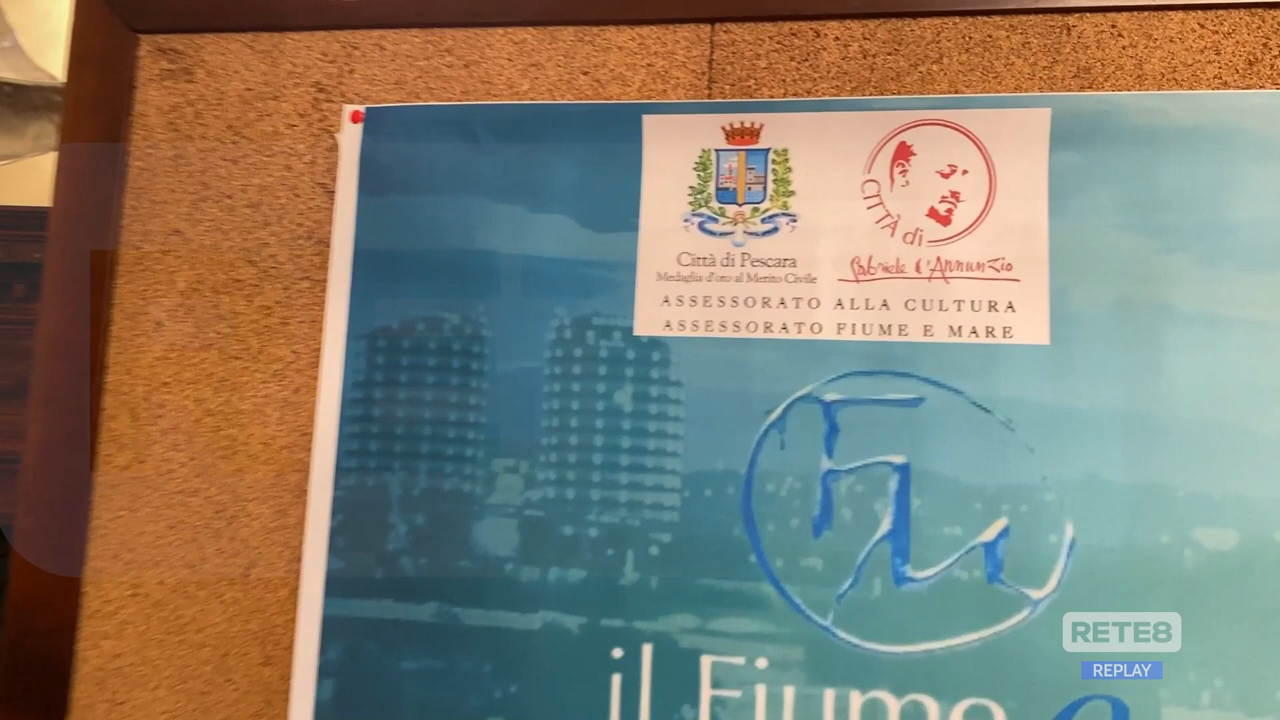 CITTÀ di
Gabriele d'Annunzio
Città di Pescara
Medaglia d'oro al Merito Civile
ASSESSORATO ALLA CULTURA
ASSESSORATO FIUME E MARE
il Fiume e
RETE8
REPLAY